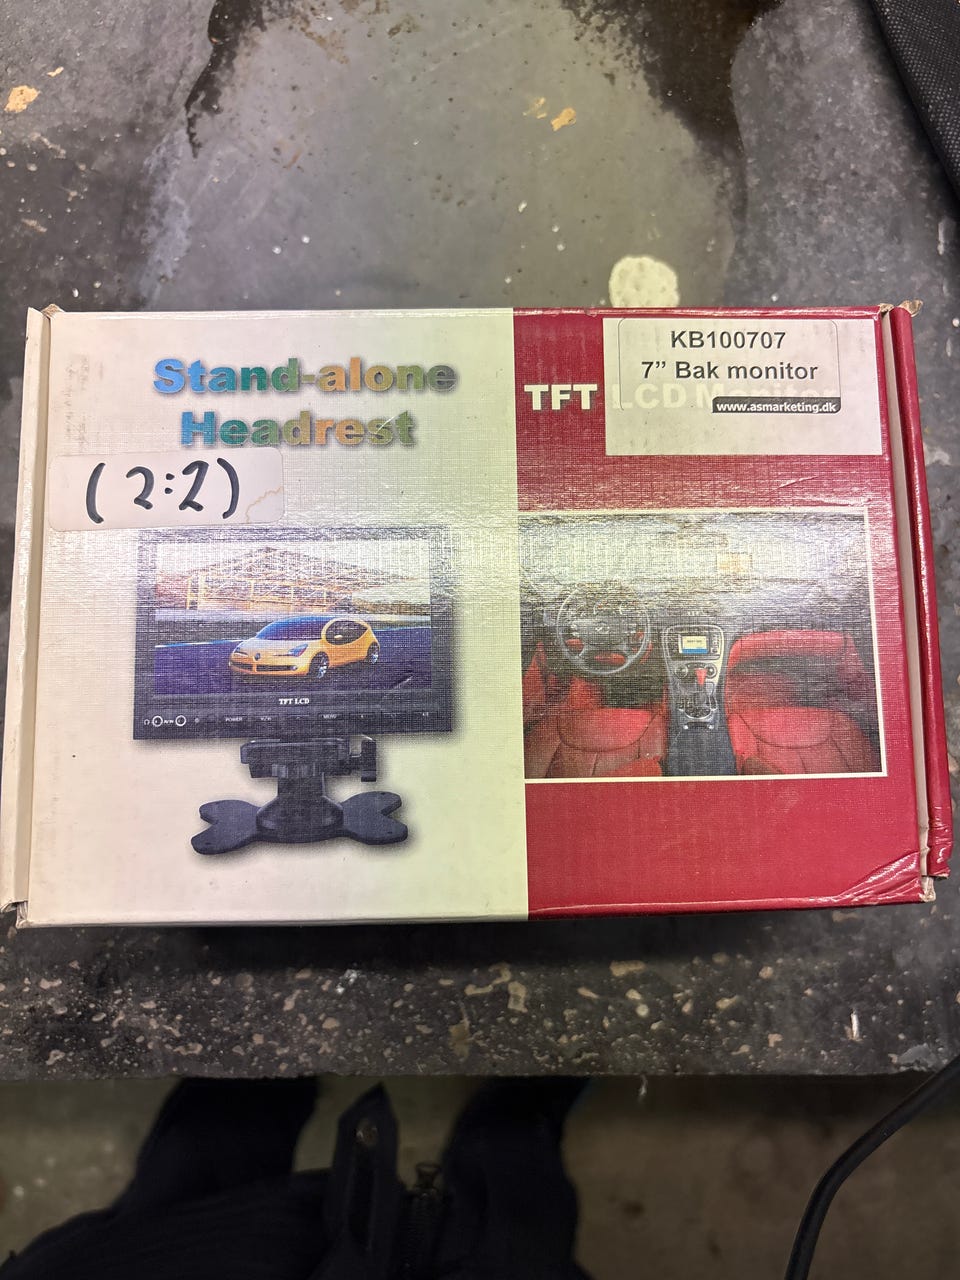 Stand-alone
Headrest
(2:2)
TFT LCD Monitor
KB100707
7” Bak monitor
www.asmarketing.dk
TFT LCD
POWER
MENU